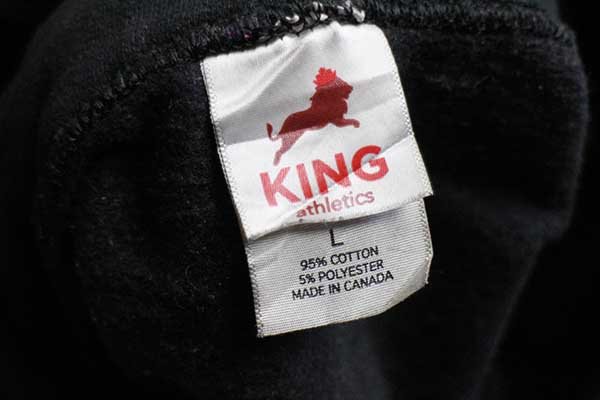 KING
athletics
L
95% COTTON
5% POLYESTER
MADE IN CANADA